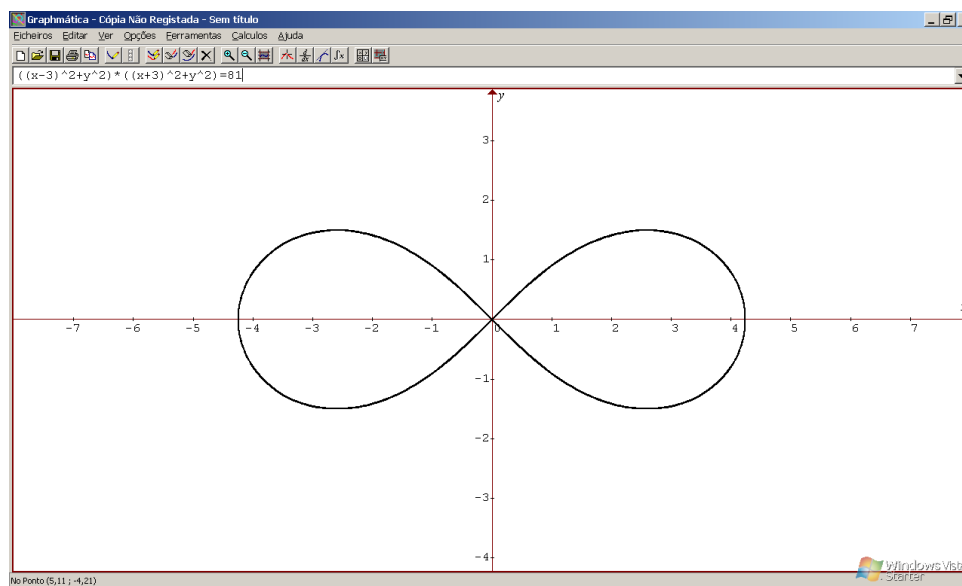 Graphmática - Cópia Não Registada - Sem título
Ficheiros Editar Ver Opções Ferramentas Calculos Ajuda
((x-3)^2+y^2)*((x+3)^2+y^2)=81
y
3
2
1
-7 -6 -5 -4 -3 -2 -1 0 1 2 3 4 5 6 7
-1
-2
-3
-4
Windows Vista
Starter
No Ponto (5,11 ; -4,21)